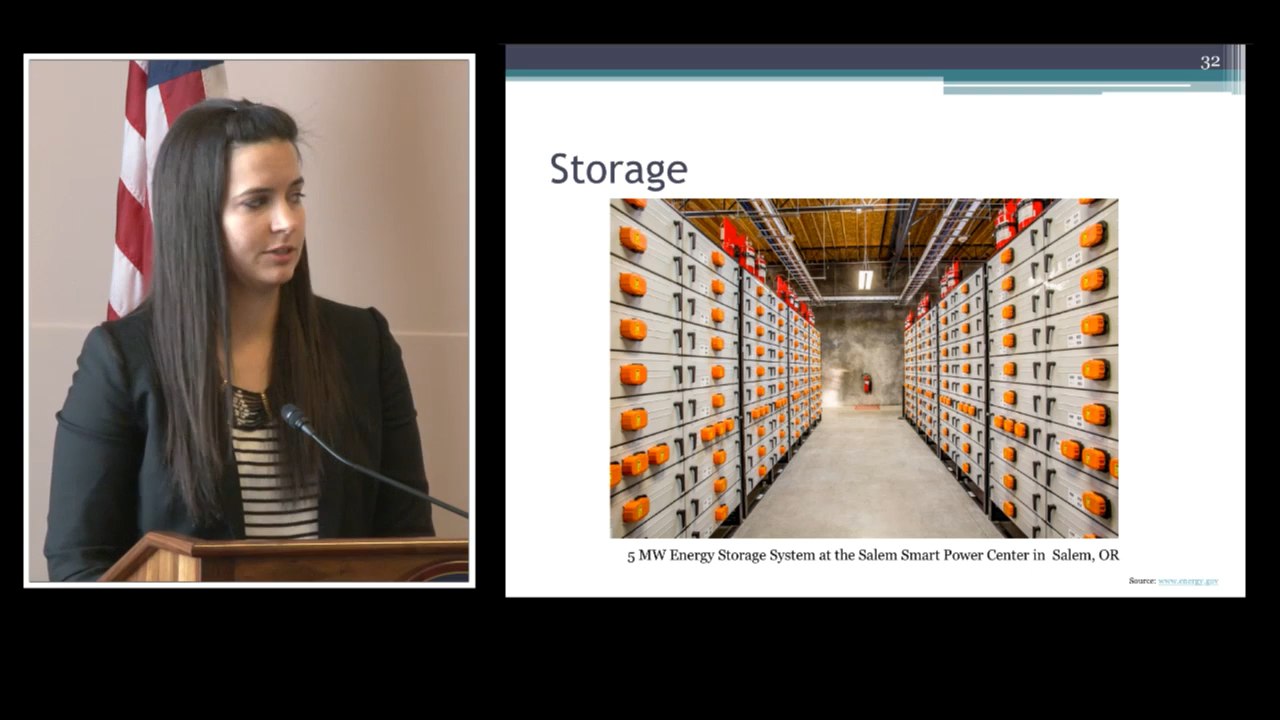 32
Storage
5 MW Energy Storage System at the Salem Smart Power Center in Salem, OR
Source: www.energy.gov